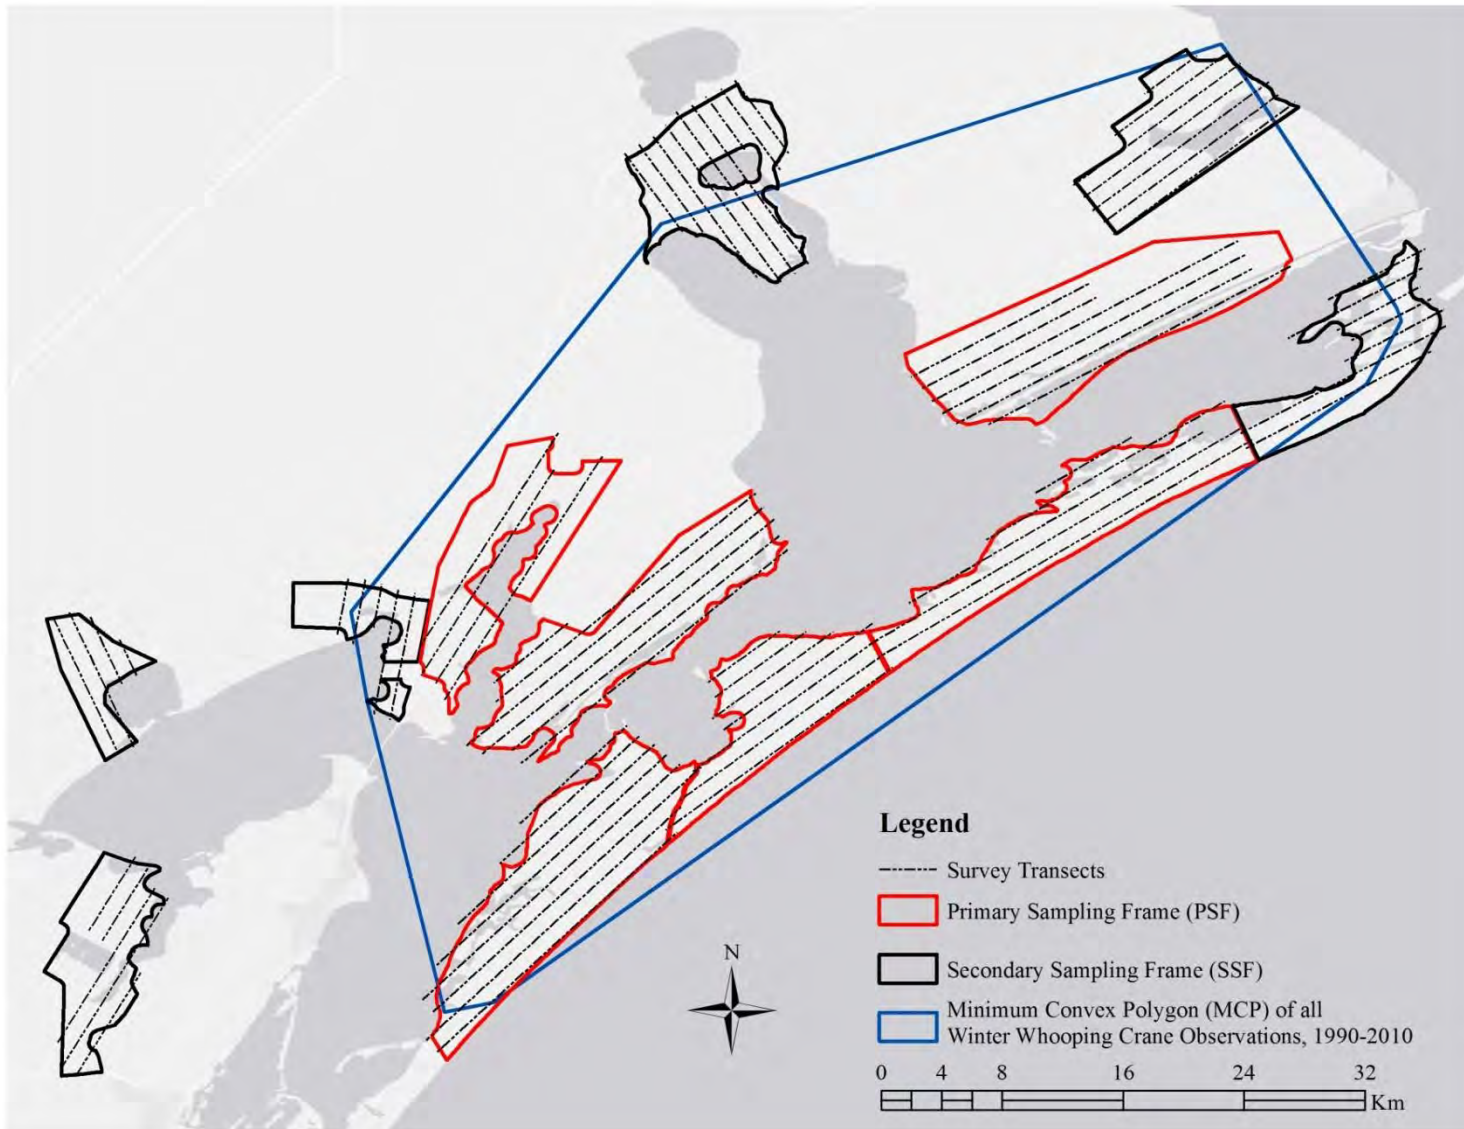 N
Legend
Survey Transects
Primary Sampling Frame (PSF)
Secondary Sampling Frame (SSF)
Minimum Convex Polygon (MCP) of all
Winter Whooping Crane Observations, 1990-2010
0 4 8 16 24 32
Km